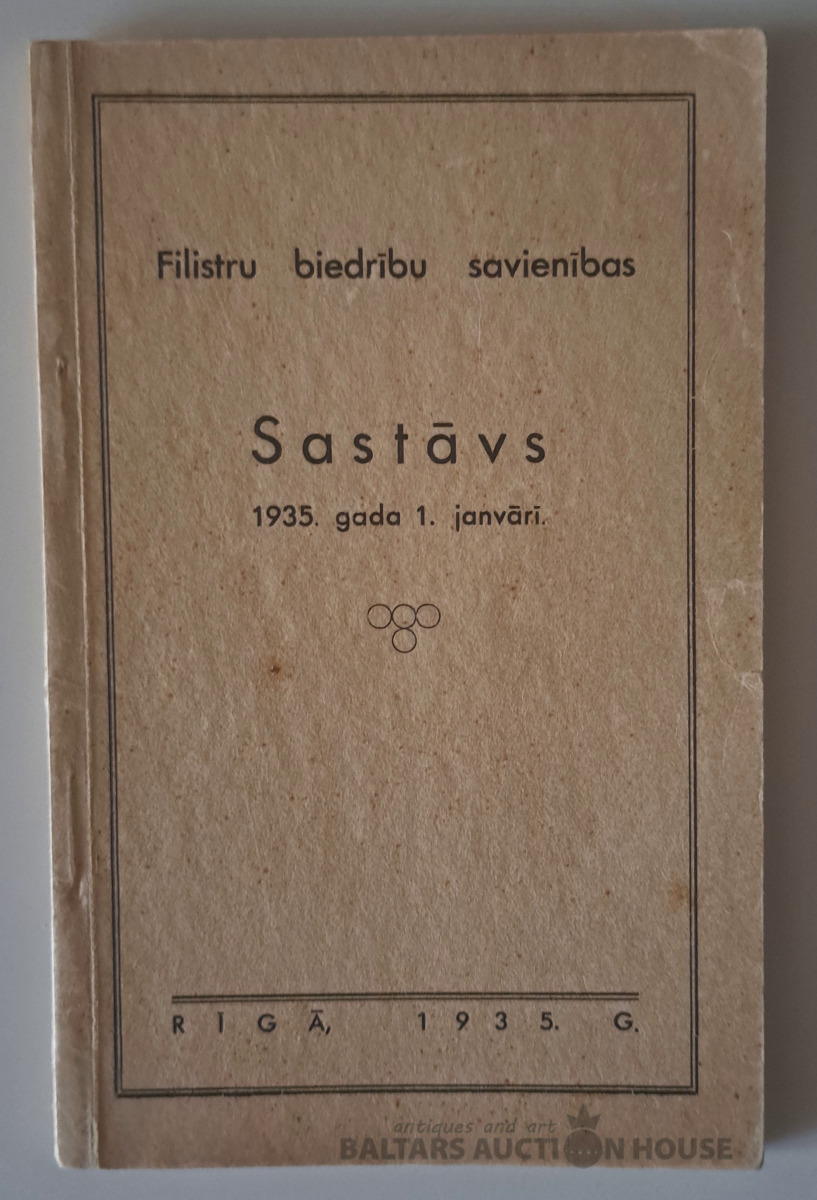 Filistru biedrību savienības
Sastāvs
1935. gada 1. janvārī.
RĪGĀ, 1935. G.
antiques and art
BALTARS AUCTION HOUSE